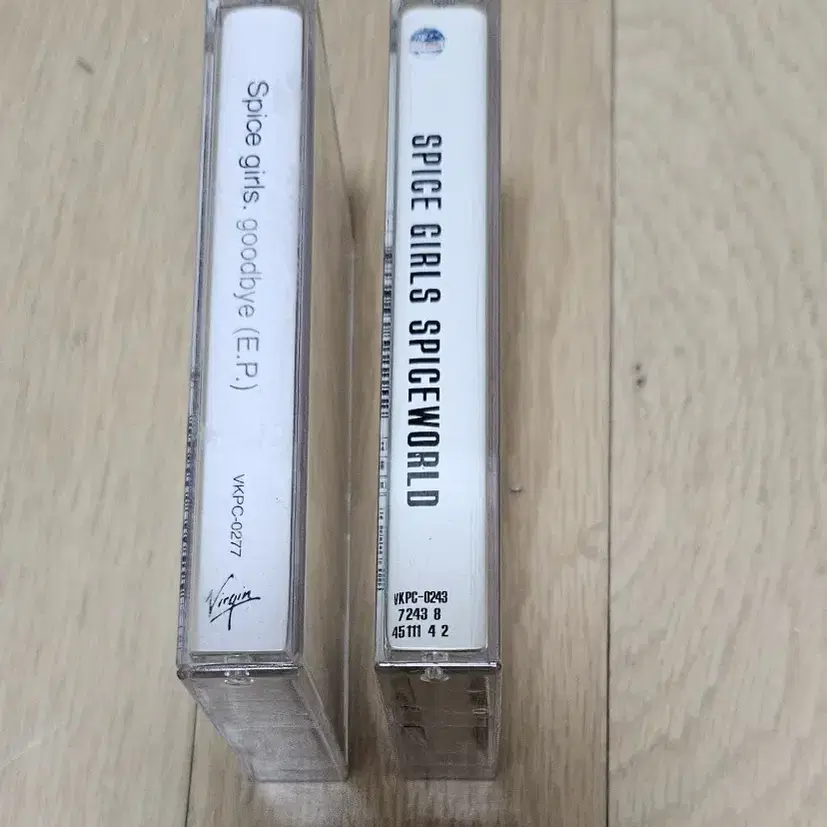 Spice girls. goodbye (E.P.)
VKPC-0277
Virgin
SPICE GIRLS SPICEWORLD
VKPC-0243
7243 8
45111 4 2